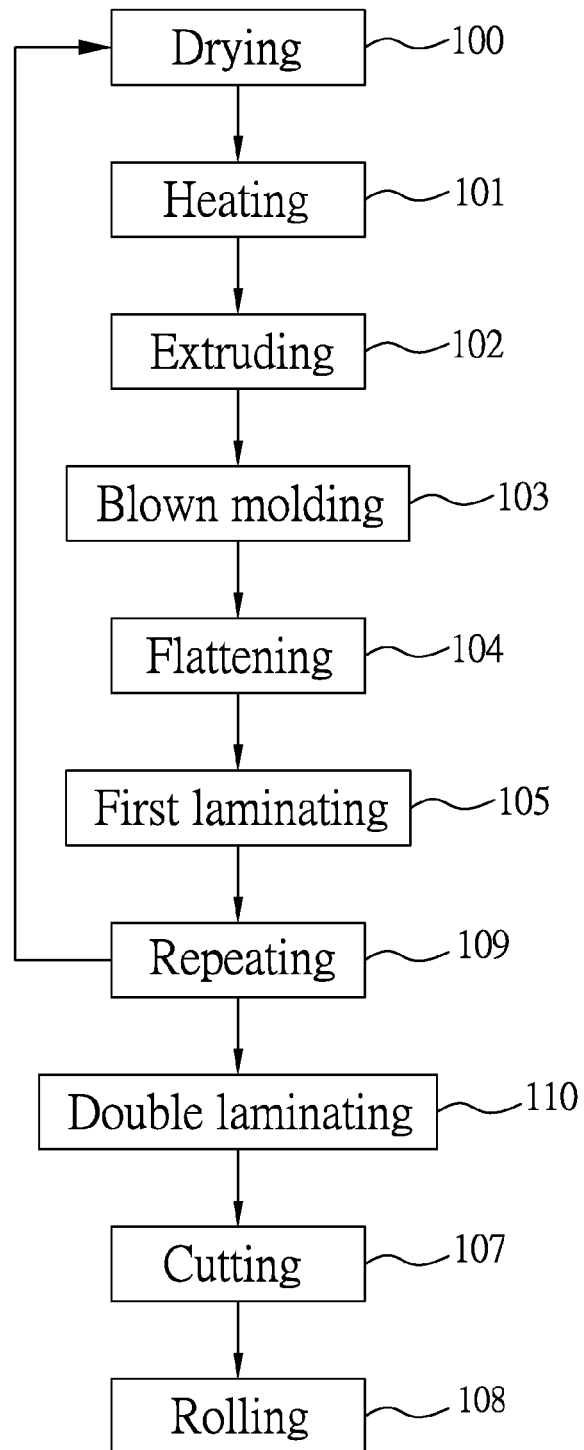 Drying 100
Heating 101
Extruding 102
Blown molding 103
Flattening 104
First laminating 105
Repeating 109
Double laminating 110
Cutting 107
Rolling 108